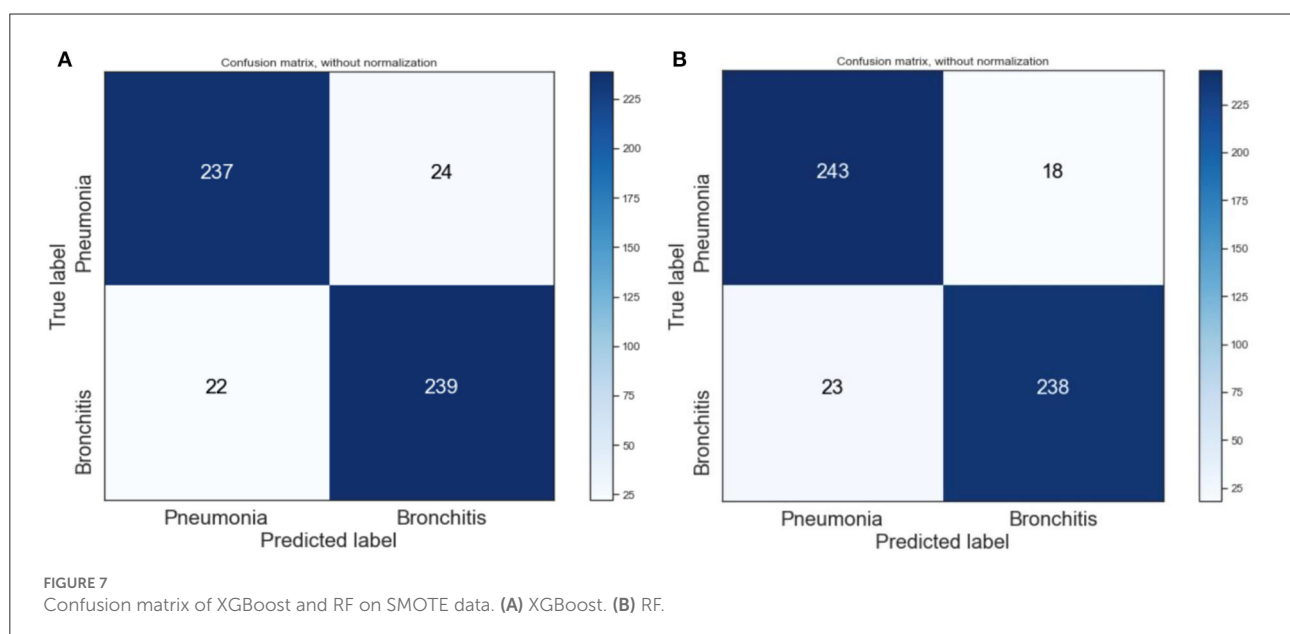 A
Confusion matrix, without normalization
True label
Pneumonia
Bronchitis
237
24
22
239
Pneumonia
Bronchitis
Predicted label
225
200
175
150
125
100
75
50
25
B
Confusion matrix, without normalization
True label
Pneumonia
Bronchitis
243
18
23
238
Pneumonia
Bronchitis
Predicted label
225
200
175
150
125
100
75
50
25
FIGURE 7
Confusion matrix of XGBoost and RF on SMOTE data. (A) XGBoost. (B) RF.